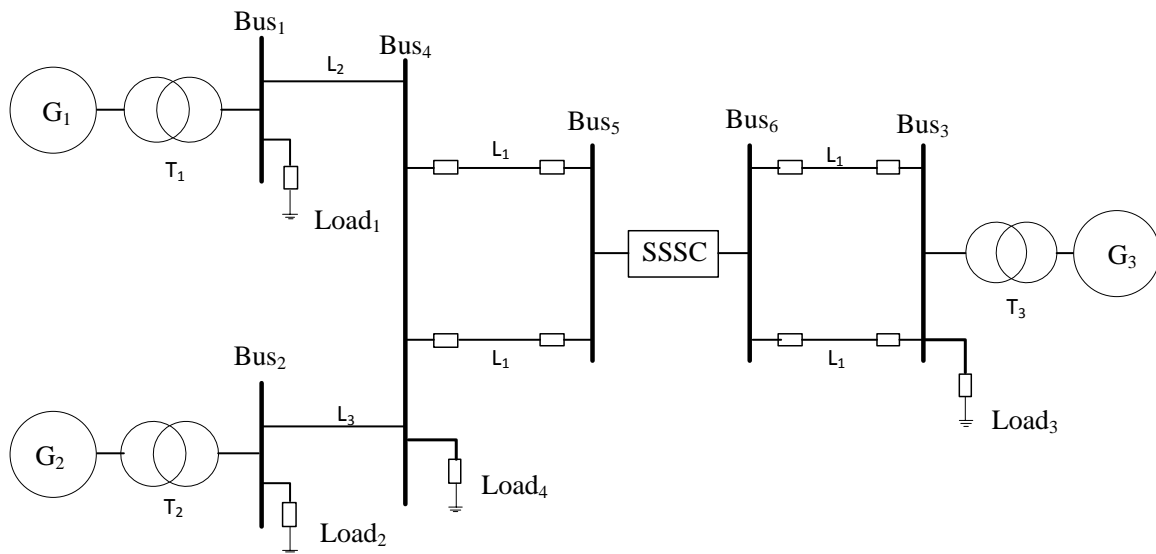 Bus₁
L₂
Bus₄
G₁
T₁
Load₁
L₁
Bus₅
SSSC
Bus₆
L₁
Bus₃
G₃
T₃
L₁
L₁
Load₃
Bus₂
L₃
G₂
T₂
Load₂
Load₄